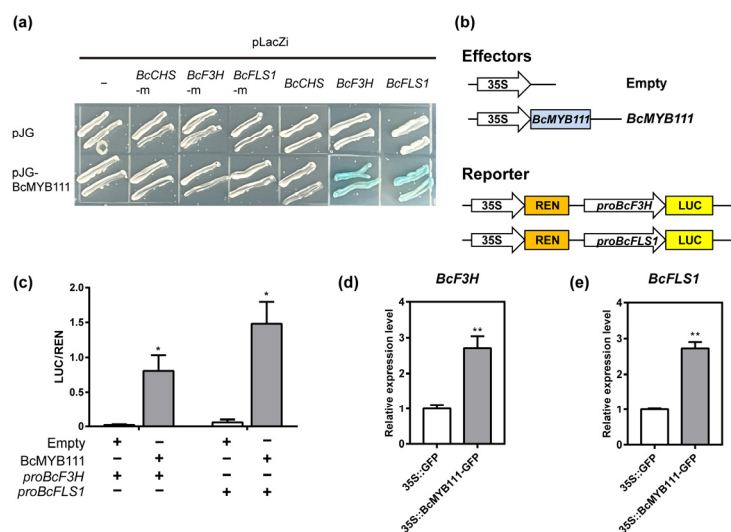 (a)
pLacZi
– BcCHS -m BcF3H -m BcFLS1 -m BcCHS BcF3H BcFLS1
pJG
pJG-
BcMYB111
(b)
Effectors
35S Empty
35S BcMYB111 BcMYB111
Reporter
35S REN proBcF3H LUC
35S REN proBcFLS1 LUC
(c)
LUC/REN
2.0
1.5
1.0
0.5
0.0
* *
Empty + – + –
BcMYB111 – + – +
proBcF3H + + – –
proBcFLS1 – – + +
(d)
BcF3H
Relative expression level
4
3
2
1
0
**
35S::GFP
35S::BcMYB111-GFP
(e)
BcFLS1
Relative expression level
4
3
2
1
0
**
35S::GFP
35S::BcMYB111-GFP